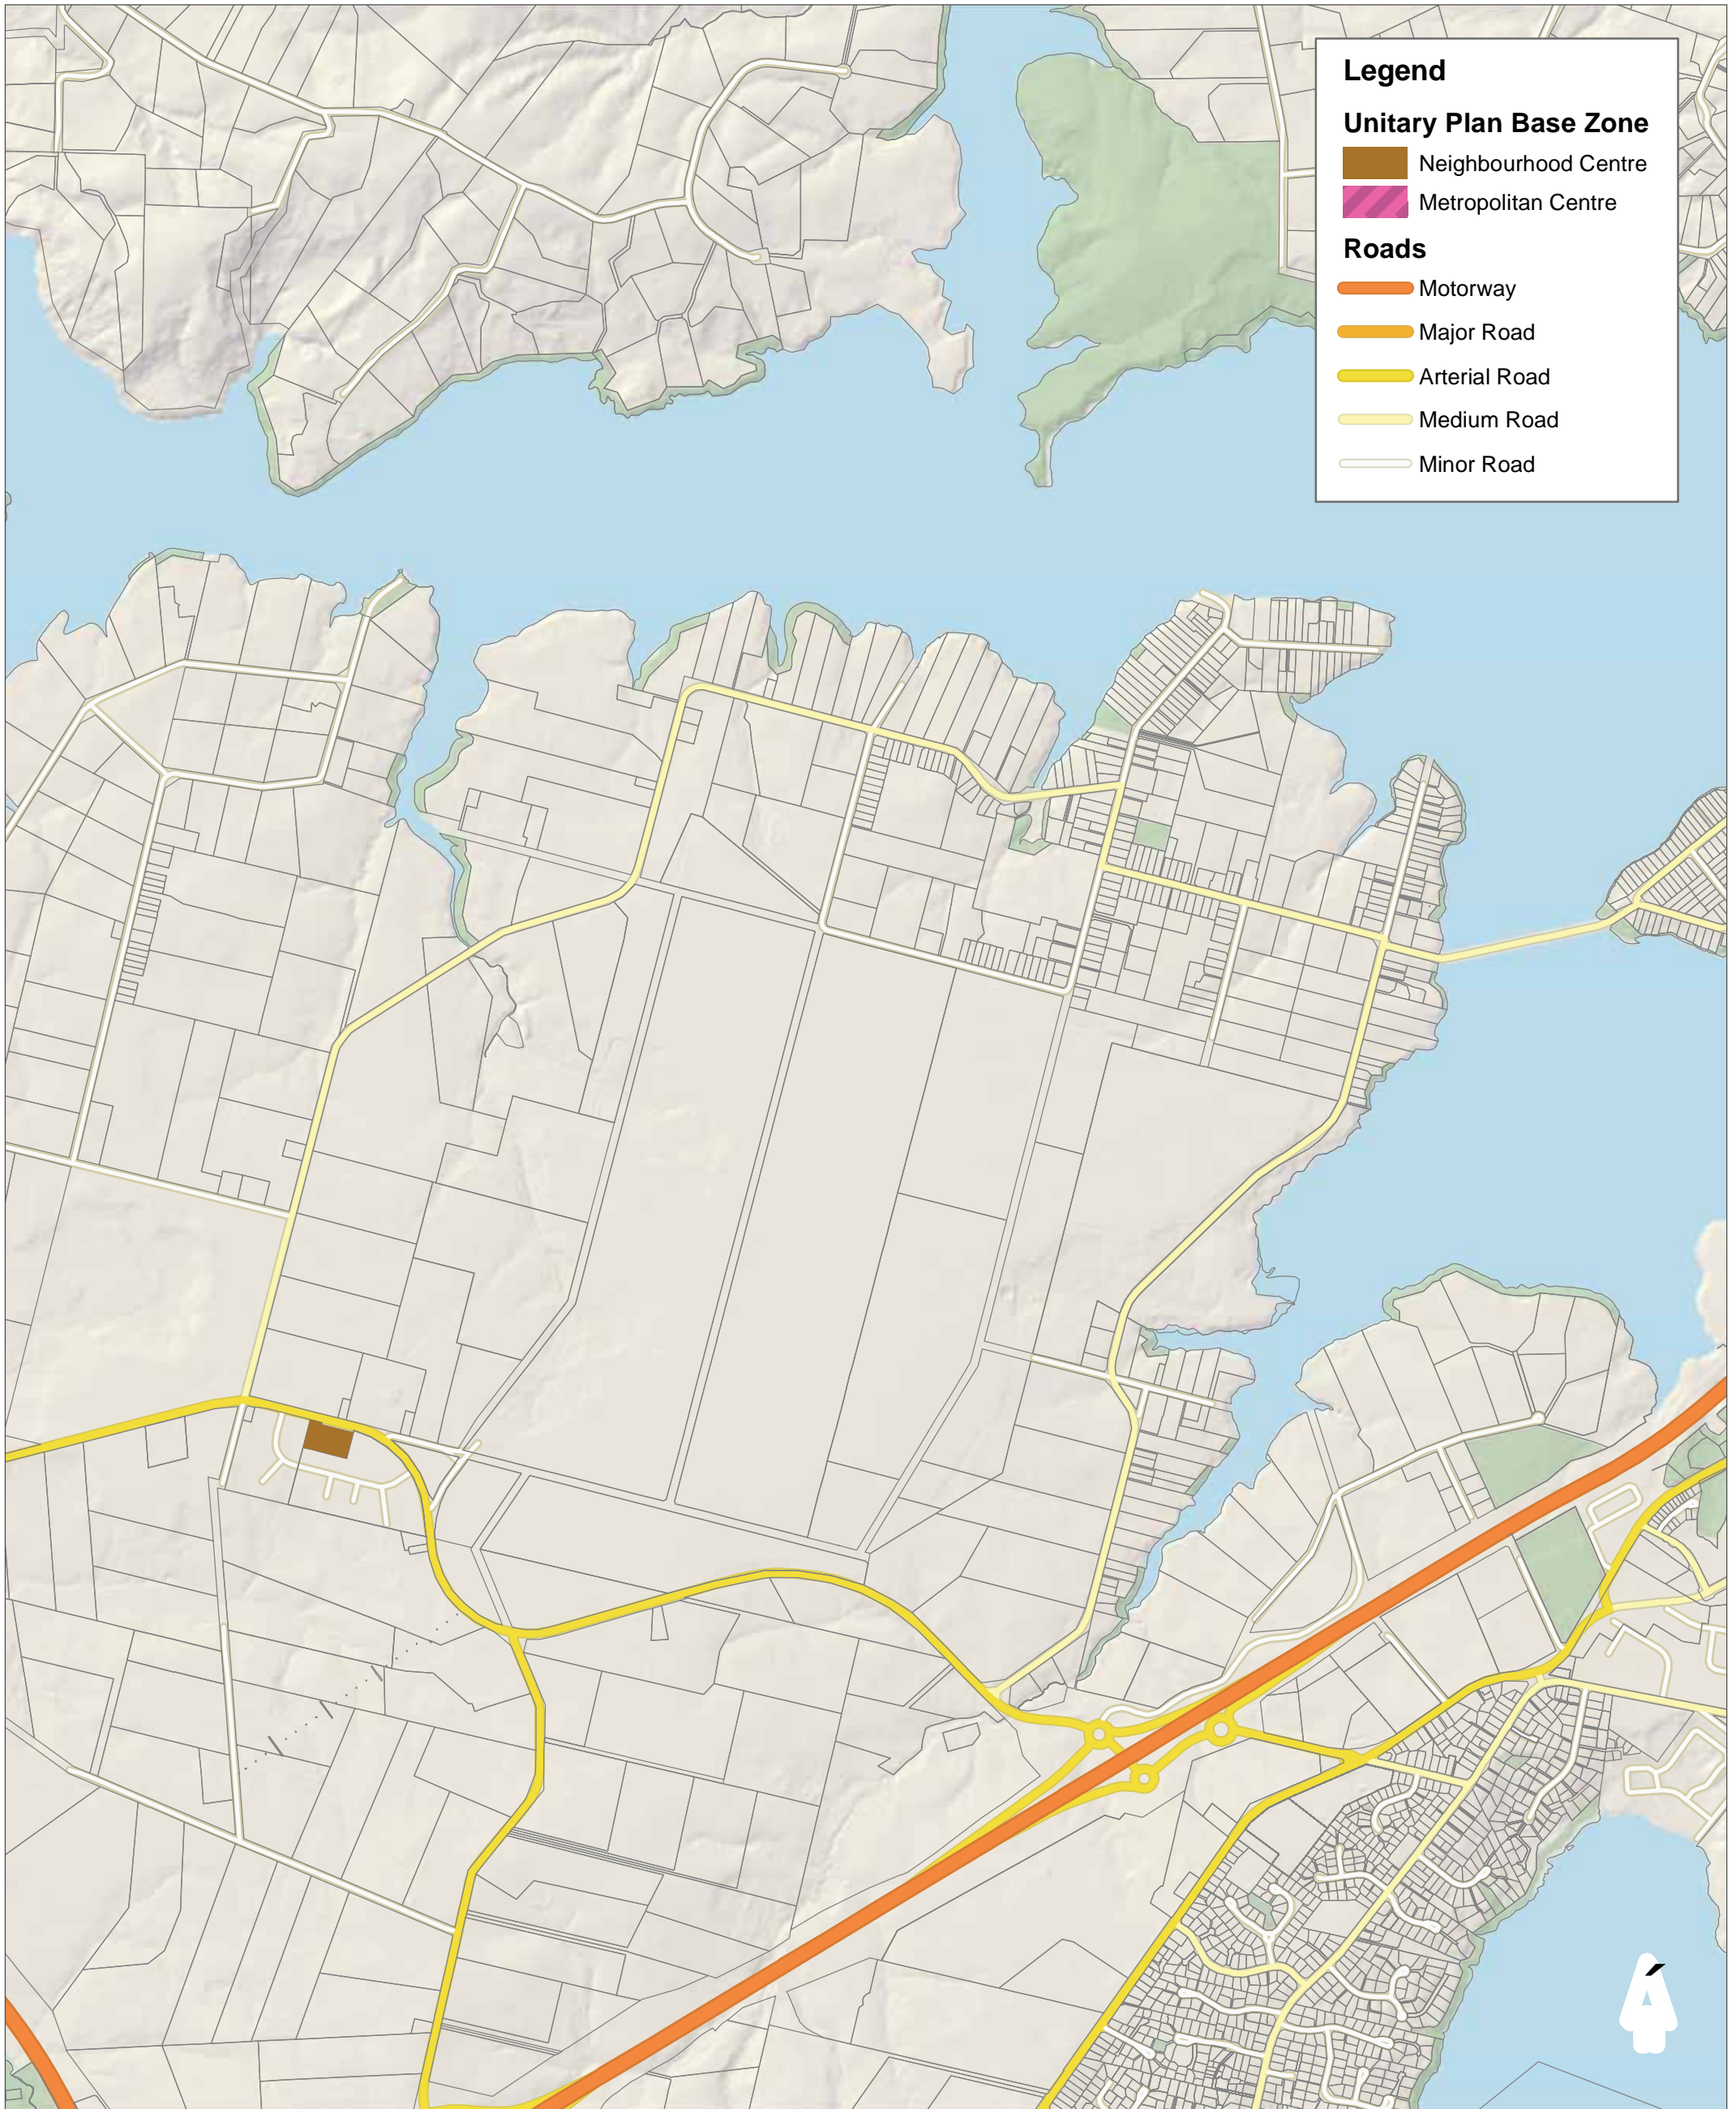 Legend
Unitary Plan Base Zone
Neighbourhood Centre
Metropolitan Centre
Roads
Motorway
Major Road
Arterial Road
Medium Road
Minor Road